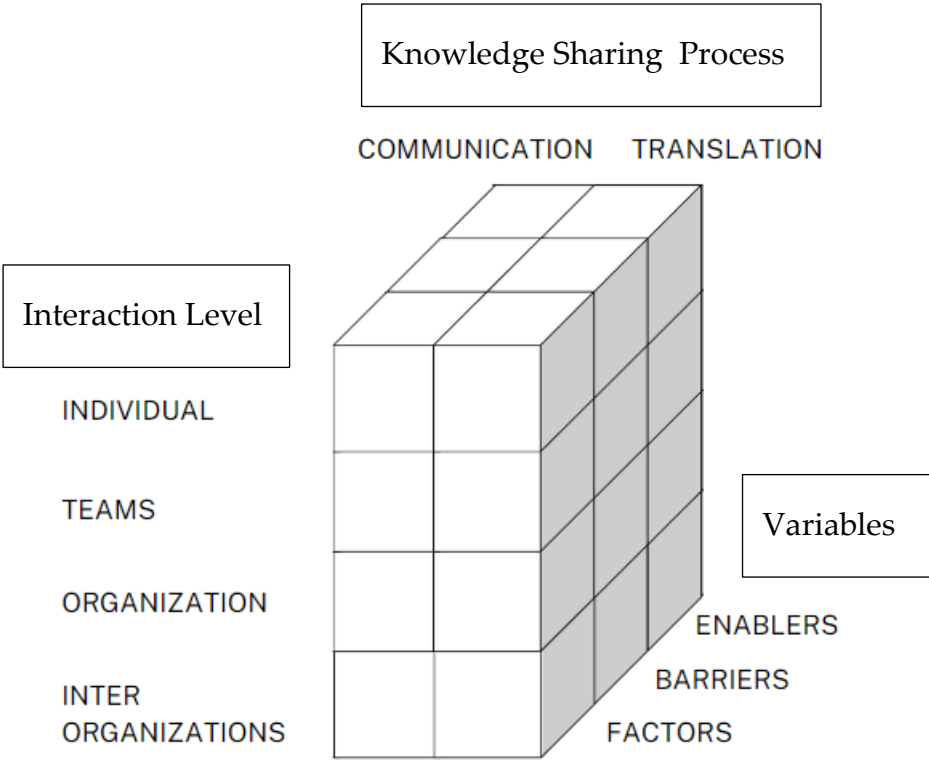 Knowledge Sharing Process
COMMUNICATION TRANSLATION
Interaction Level
INDIVIDUAL
TEAMS
Variables
ORGANIZATION
ENABLERS
BARRIERS
INTER
ORGANIZATIONS
FACTORS